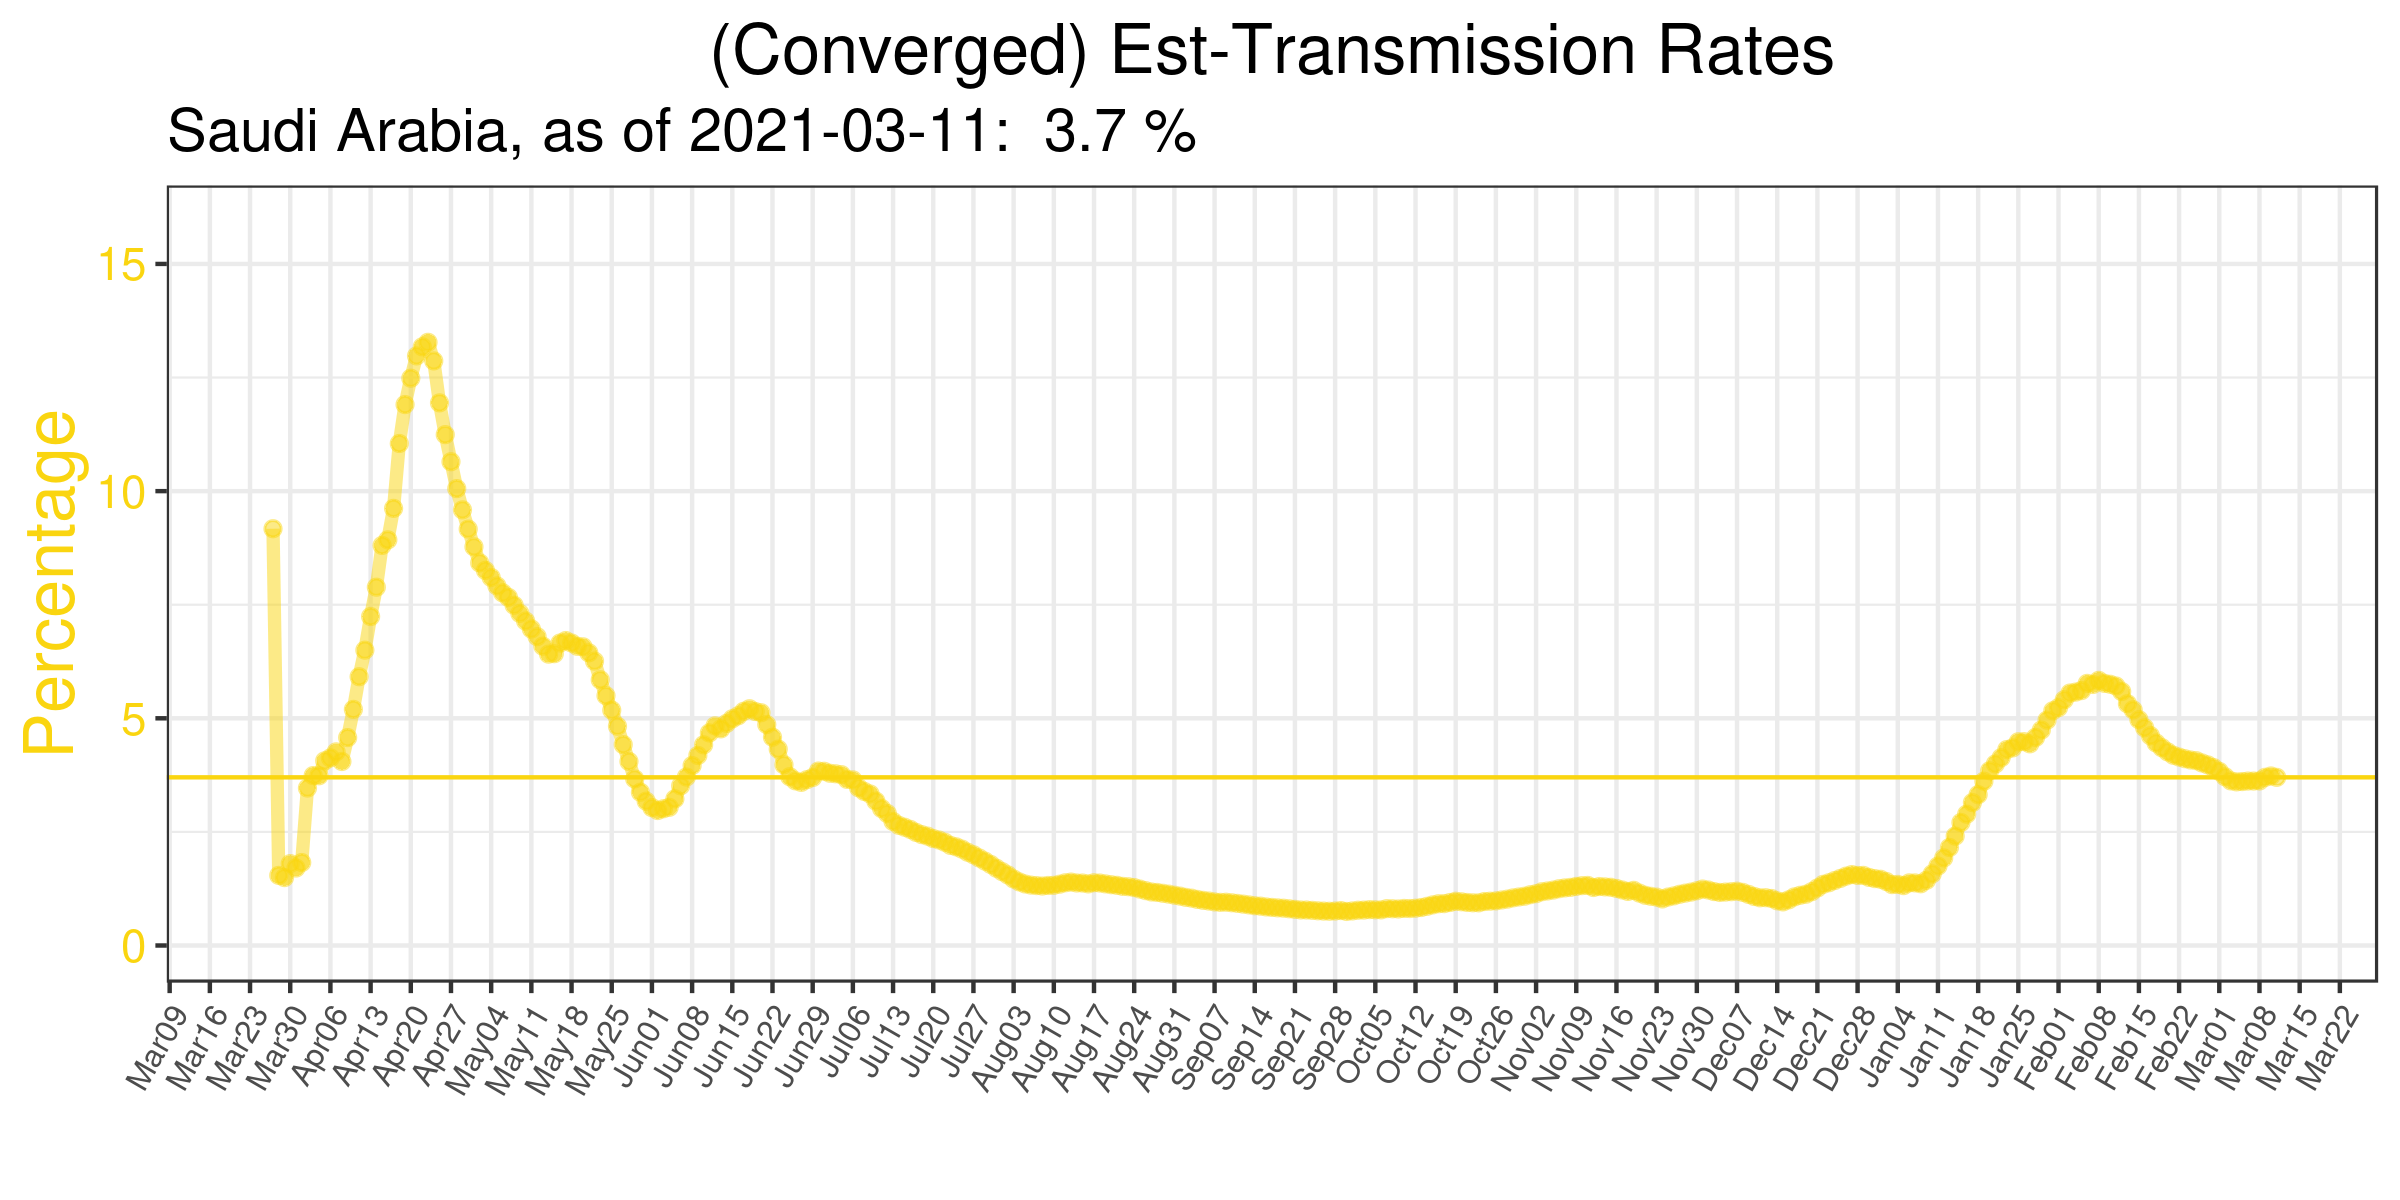 (Converged) Est-Transmission Rates
Saudi Arabia, as of 2021-03-11:  3.7 %
Percentage
15
10
5
0
Mar09
Mar16
Mar23
Mar30
Apr06
Apr13
Apr20
Apr27
May04
May11
May18
May25
Jun01
Jun08
Jun15
Jun22
Jun29
Jul06
Jul13
Jul20
Jul27
Aug03
Aug10
Aug17
Aug24
Aug31
Sep07
Sep14
Sep21
Sep28
Oct05
Oct12
Oct19
Oct26
Nov02
Nov09
Nov16
Nov23
Nov30
Dec07
Dec14
Dec21
Dec28
Jan04
Jan11
Jan18
Jan25
Feb01
Feb08
Feb15
Feb22
Mar01
Mar08
Mar15
Mar22